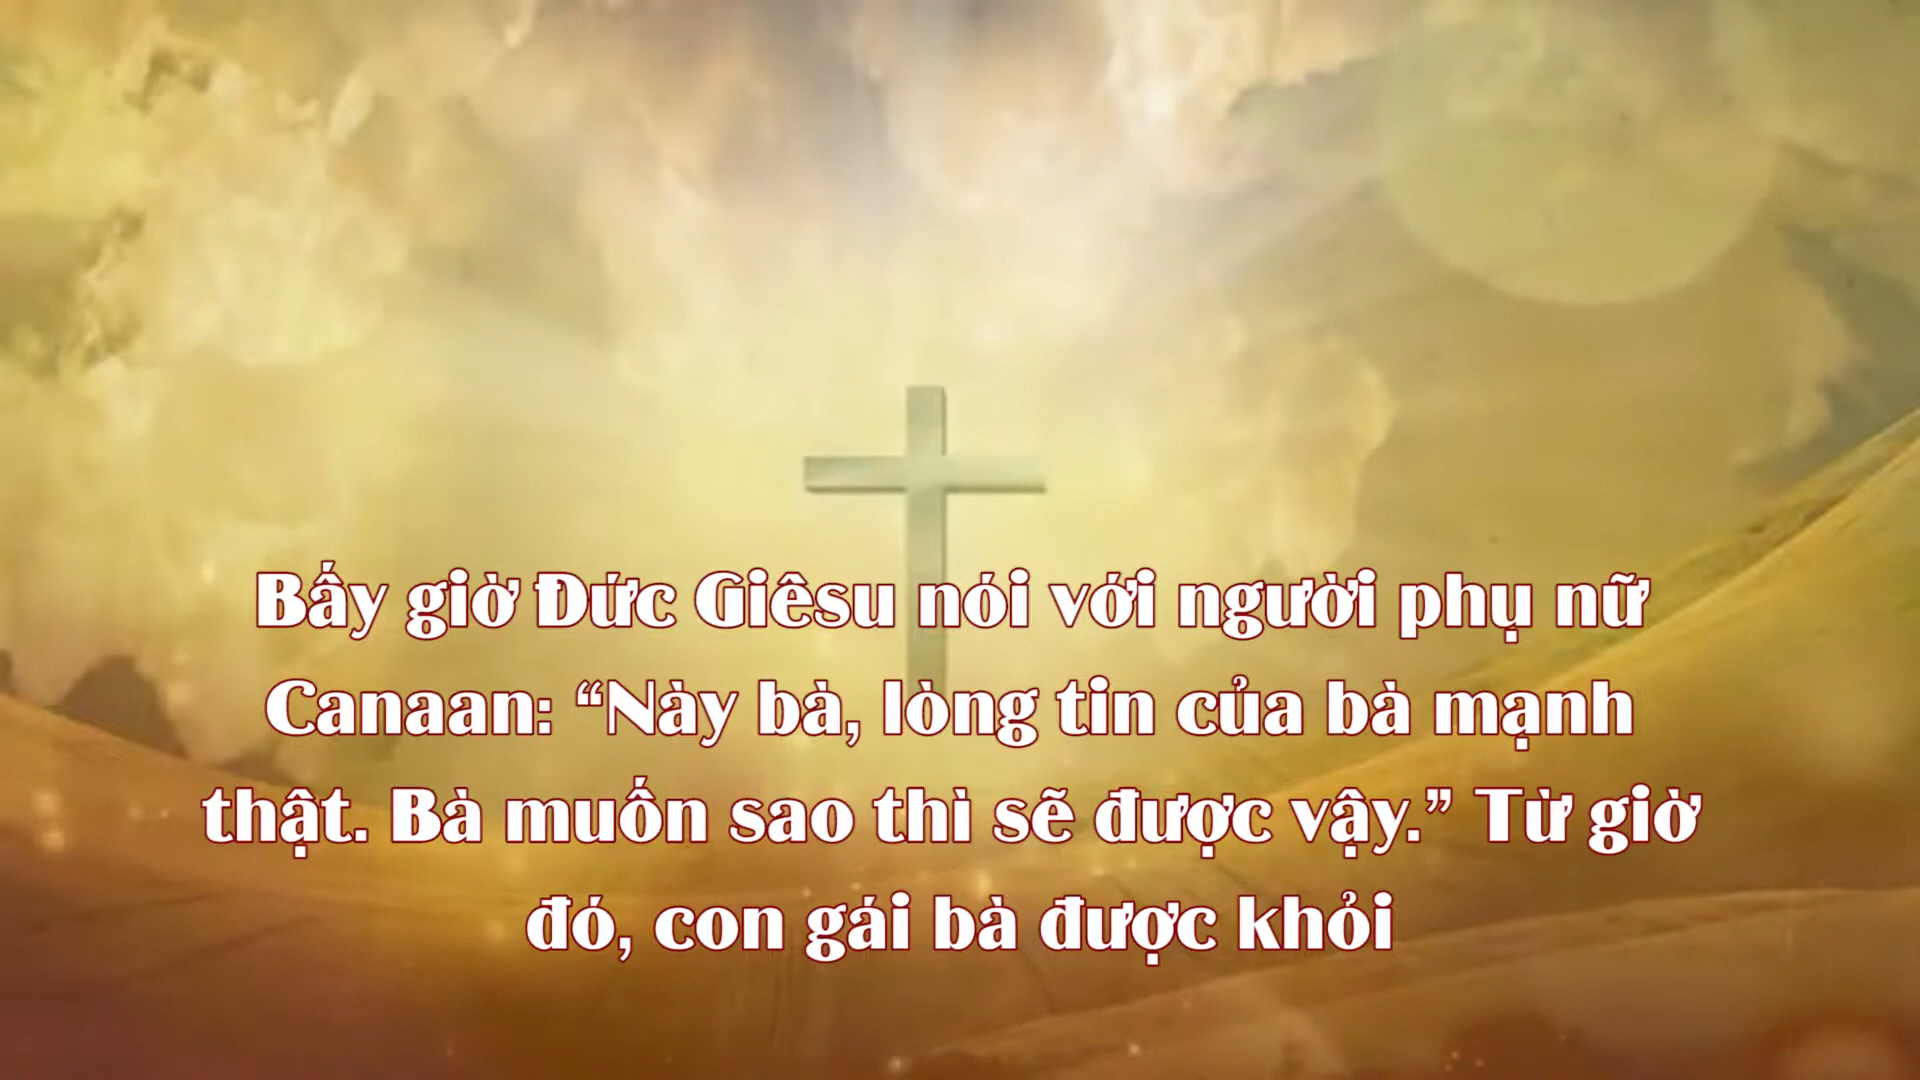 Bấy giờ Đức Giêsu nói với người phụ nữ
Canaan: “Này bà, lòng tin của bà mạnh
thật. Bà muốn sao thì sẽ được vậy.” Từ giờ
đó, con gái bà được khỏi